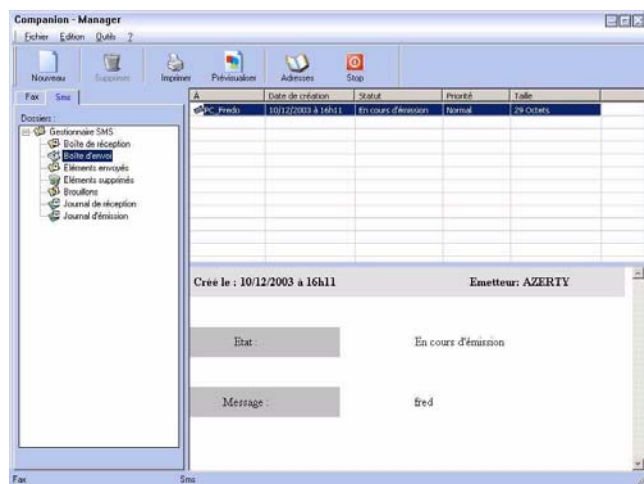 Companion - Manager
Fichier Edition Outils ?
Nouveau Supprimer Imprimer Prévisualiser Adresses Stop
Fax Sms
A Date de création Statut Priorité Taille
PC_Fredo 10/12/2003 à 16h11 En cours d'émission Normal 29 Octets
Dossiers :
Gestionnaire SMS
Boîte de réception
Boîte d'envoi
Eléments envoyés
Eléments supprimés
Brouillons
Journal de réception
Journal d'émission
Créé le : 10/12/2003 à 16h11 Emetteur: AZERTY
Etat : En cours d'émission
Message : fred
Fax Sms